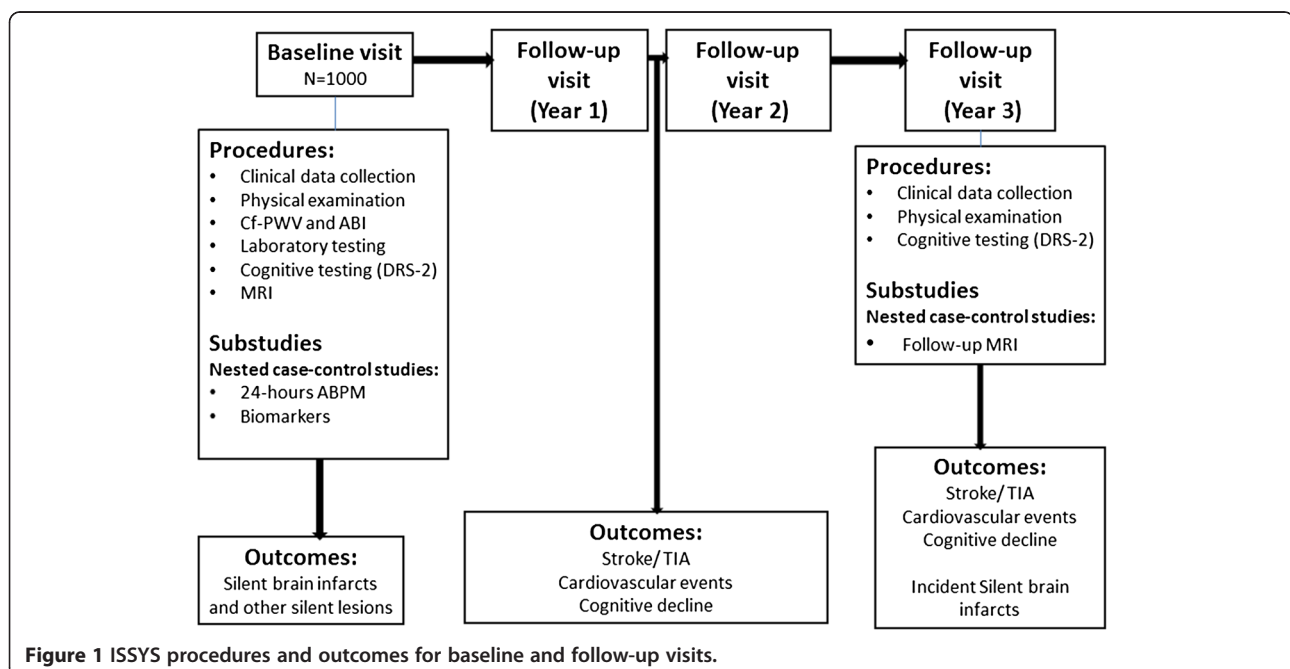 Baseline visit
N=1000
Follow-up
visit
(Year 1)
Follow-up
visit
(Year 2)
Follow-up
visit
(Year 3)
Procedures:
• Clinical data collection
• Physical examination
• Cf-PWV and ABI
• Laboratory testing
• Cognitive testing (DRS-2)
• MRI
Substudies
Nested case-control studies:
• 24-hours ABPM
• Biomarkers
Procedures:
• Clinical data collection
• Physical examination
• Cognitive testing (DRS-2)
Substudies
Nested case-control studies:
• Follow-up MRI
Outcomes:
Silent brain infarcts
and other silent lesions
Outcomes:
Stroke/ TIA
Cardiovascular events
Cognitive decline
Outcomes:
Stroke/ TIA
Cardiovascular events
Cognitive decline
Incident Silent brain
infarcts
Figure 1 ISSYS procedures and outcomes for baseline and follow-up visits.